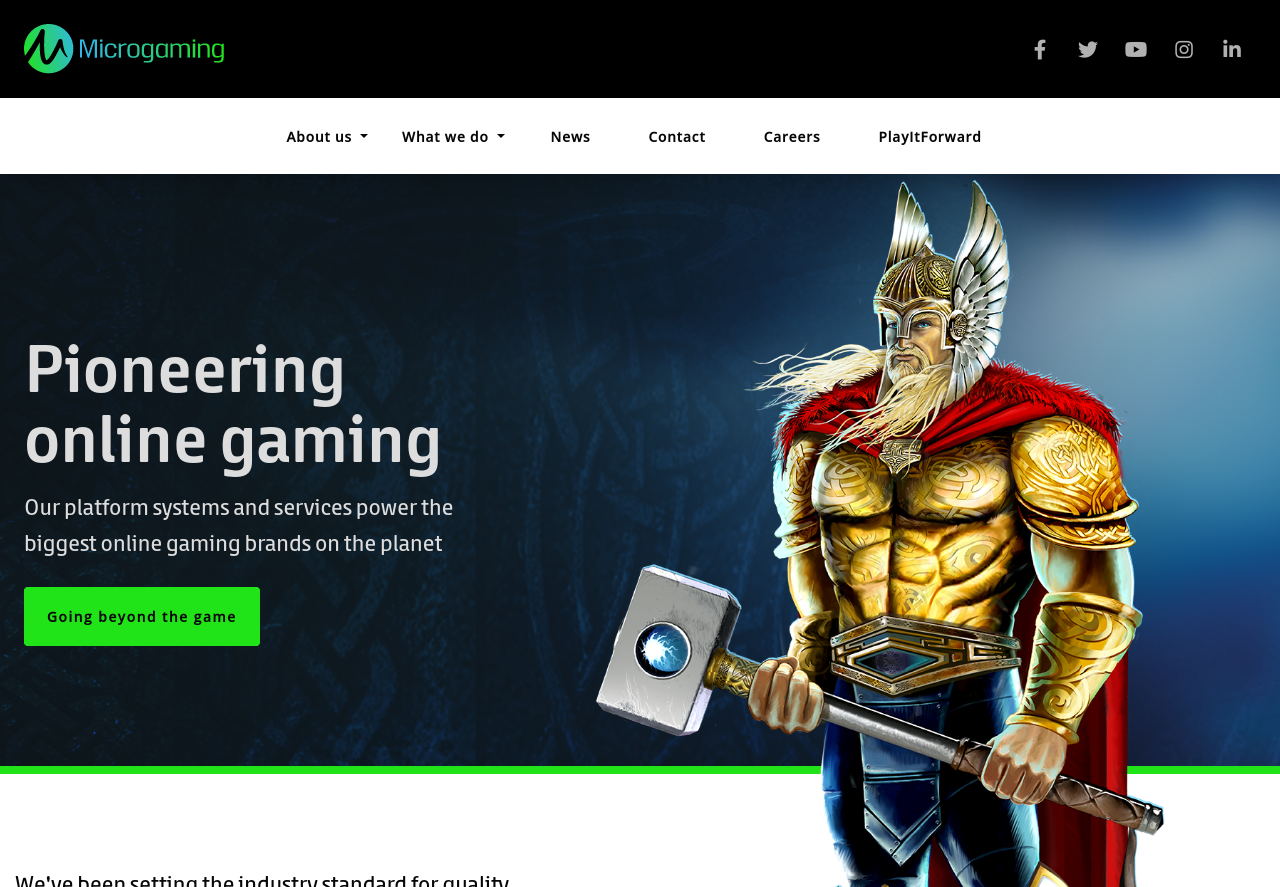 Microgaming
About us
What we do
News
Contact
Careers
PlayItForward
Pioneering
online gaming
Our platform systems and services power the
biggest online gaming brands on the planet
Going beyond the game
We've been setting the industry standard for quality